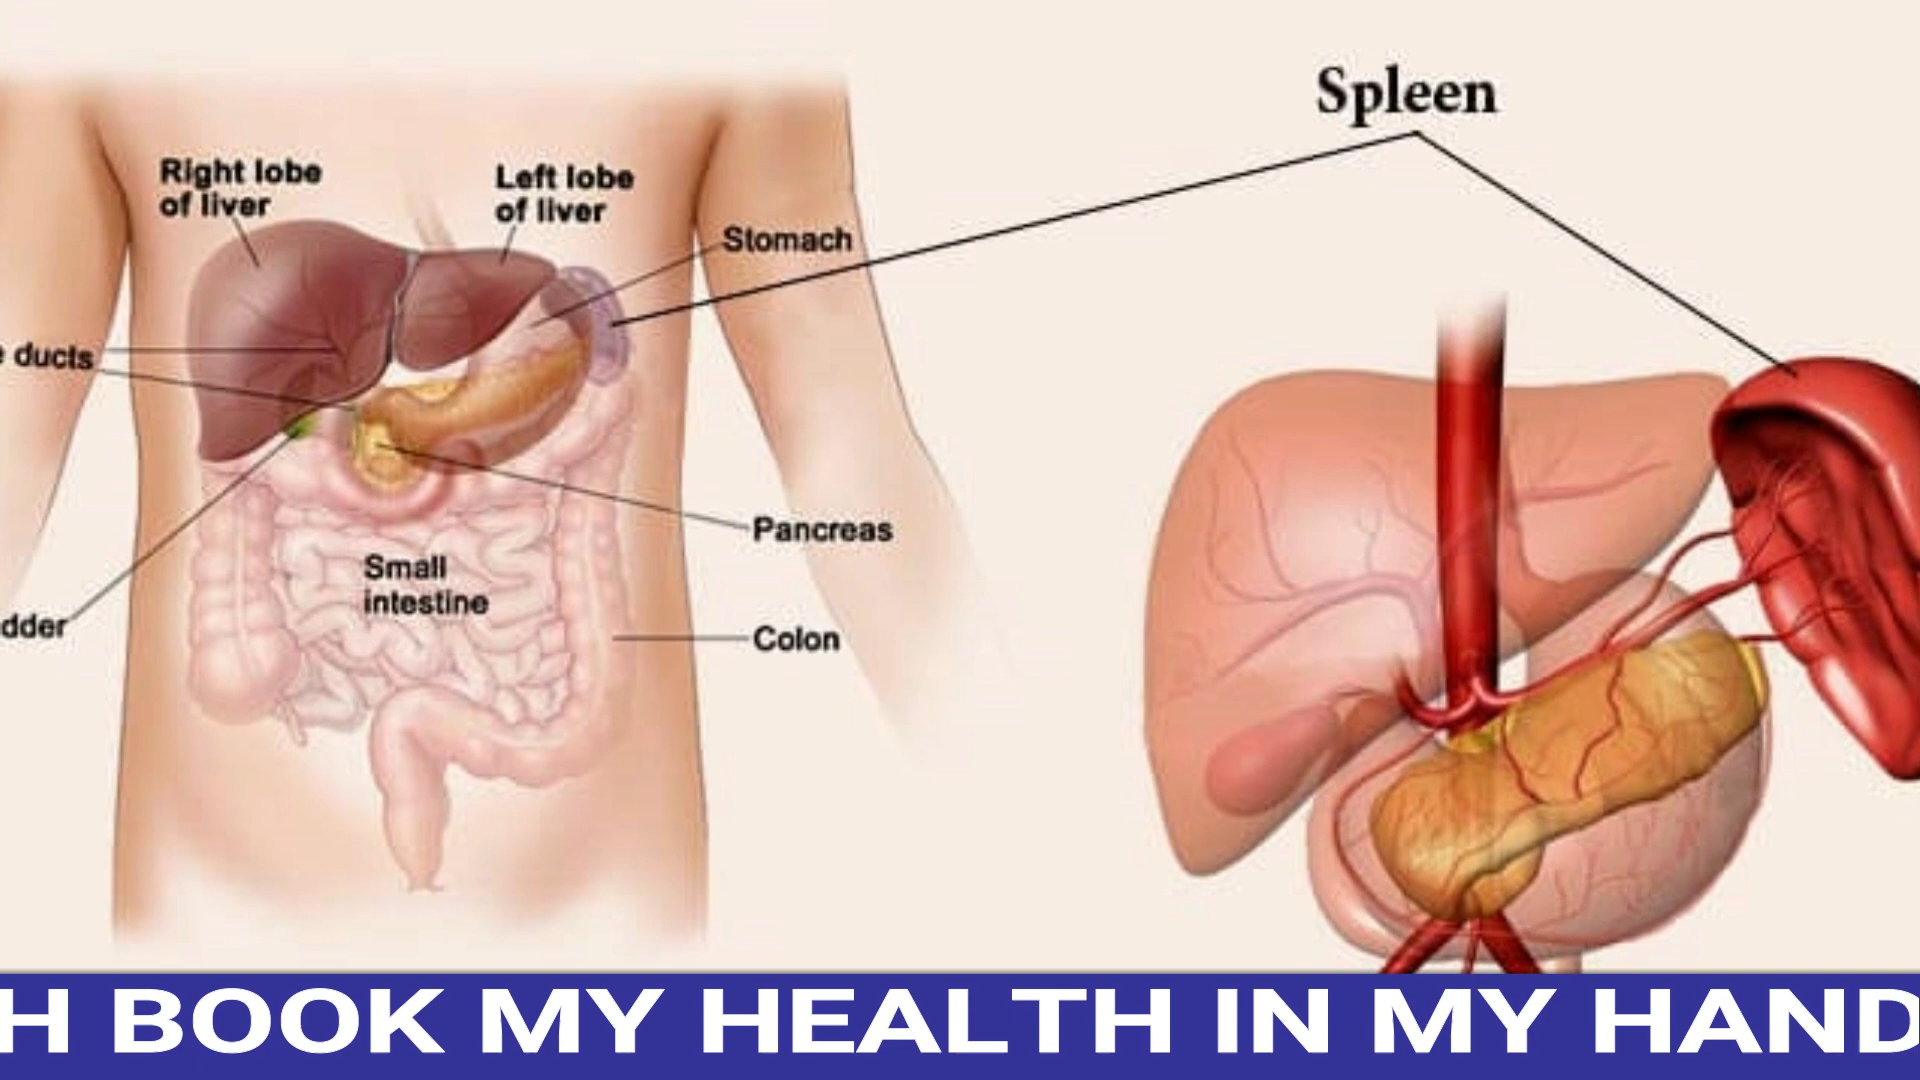 Spleen
Right lobe
of liver
Left lobe
of liver
Stomach
ducts
Pancreas
Small
intestine
dder
Colon
H BOOK MY HEALTH IN MY HAND